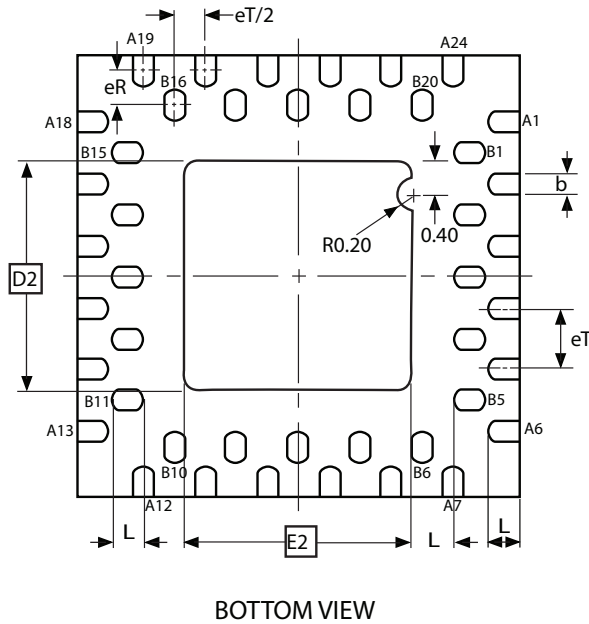 eT/2
A19
A24
B16
B20
eR
A18
A1
B15
B1
b
R0.20
0.40
D2
eT
B11
B5
A13
A6
B10
B6
A12
A7
L
E2
L
L
BOTTOM VIEW